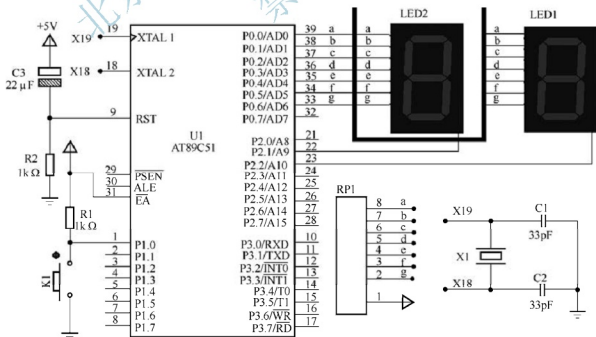 +5V
C3
22 μF
R2
1kΩ
R1
1kΩ
K1
X19
X18
19 XTAL 1
18 XTAL 2
9 RST
29 PSEN
30 ALE
31 EA
1 P1.0
2 P1.1
3 P1.2
4 P1.3
5 P1.4
6 P1.5
7 P1.6
8 P1.7
U1
AT89C51
P0.0/AD0 39 a a
P0.1/AD1 38 b b
P0.2/AD2 37 c c
P0.3/AD3 36 d d
P0.4/AD4 35 e e
P0.5/AD5 34 f f
P0.6/AD6 33 g g
P0.7/AD7 32
P2.0/A8 21
P2.1/A9 22
P2.2/A10 23
P2.3/A11 24
P2.4/A12 25
P2.5/A13 26
P2.6/A14 27
P2.7/A15 28
P3.0/RXD 10
P3.1/TXD 11
P3.2/INT0 12
P3.3/INT1 13
P3.4/T0 14
P3.5/T1 15
P3.6/WR 16
P3.7/RD 17
LED2
LED1
a
b
c
d
e
f
g
RP1
8 a
7 b
6 c
5 d
4 e
3 f
2 g
1
X19
X18
X1
C1
33pF
C2
33pF